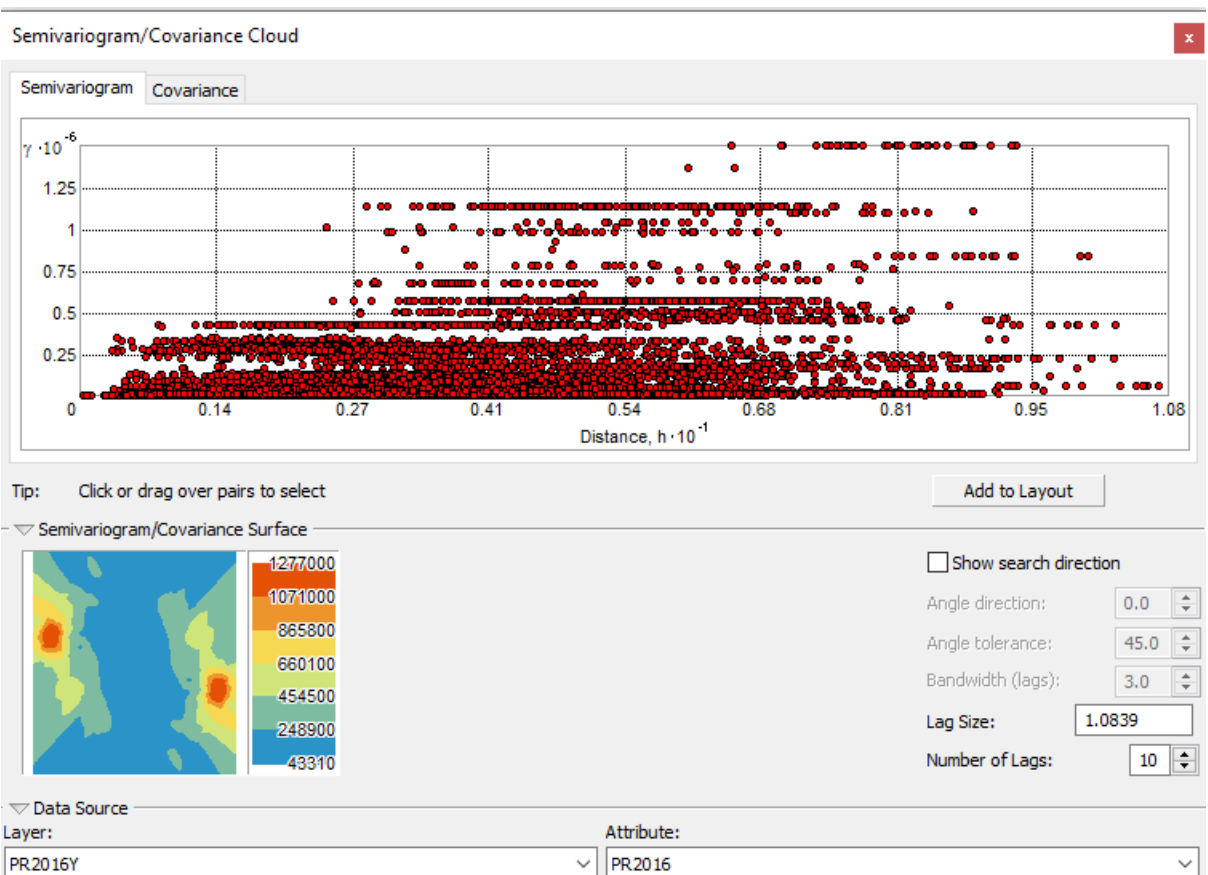 Semivariogram/Covariance Cloud
x
Semivariogram Covariance
γ ·10 -6
1.25
1
0.75
0.5
0.25
0 0.14 0.27 0.41 0.54 0.68 0.81 0.95 1.08
Distance, h · 10 -1
Tip: Click or drag over pairs to select Add to Layout
Semivariogram/Covariance Surface
1277000
1071000
865800
660100
454500
248900
43310
Show search direction
Angle direction: 0.0
Angle tolerance: 45.0
Bandwidth (lags): 3.0
Lag Size: 1.0839
Number of Lags: 10
Data Source
Layer: Attribute:
PR2016Y PR2016